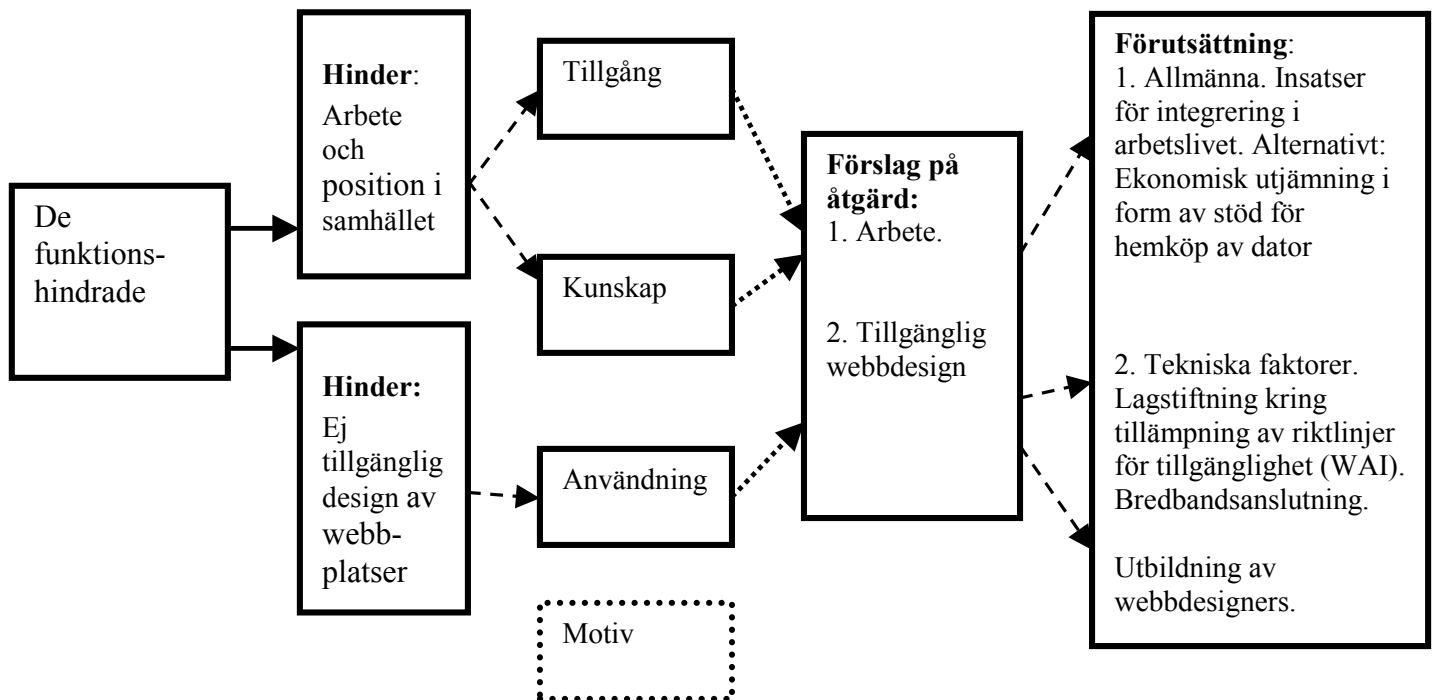 De
funktions-
hindrade
Hinder:
Arbete
och
position i
samhället
Hinder:
Ej
tillgänglig
design av
webb-
platser
Tillgång
Kunskap
Användning
Motiv
Förslag på
åtgärd:
1. Arbete.
2. Tillgänglig
webbdesign
Förutsättning:
1. Allmänna. Insatser
för integrering i
arbetslivet. Alternativt:
Ekonomisk utjämning i
form av stöd för
hemköp av dator
2. Tekniska faktorer.
Lagstiftning kring
tillämpning av riktlinjer
för tillgänglighet (WAI).
Bredbandsanslutning.
Utbildning av
webbdesigners.